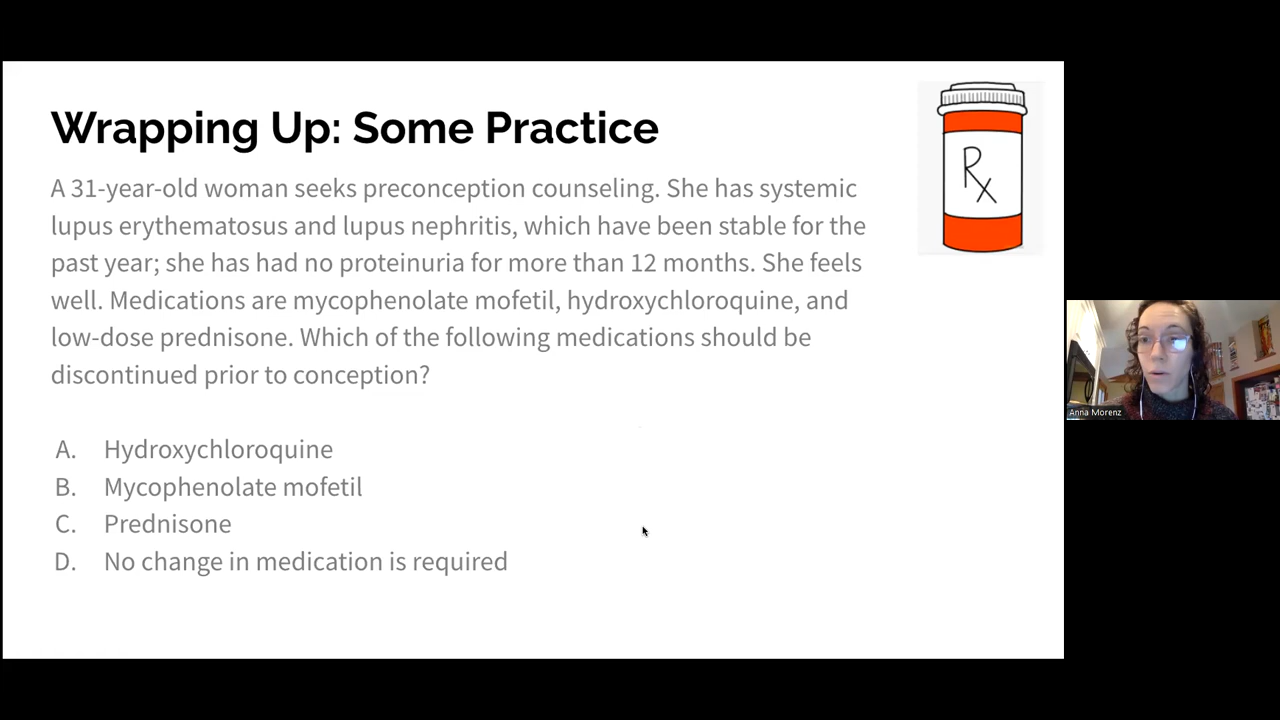 Wrapping Up: Some Practice
Rx
A 31-year-old woman seeks preconception counseling. She has systemic
lupus erythematosus and lupus nephritis, which have been stable for the
past year; she has had no proteinuria for more than 12 months. She feels
well. Medications are mycophenolate mofetil, hydroxychloroquine, and
low-dose prednisone. Which of the following medications should be
discontinued prior to conception?
A. Hydroxychloroquine
B. Mycophenolate mofetil
C. Prednisone
D. No change in medication is required
Anna Morenz